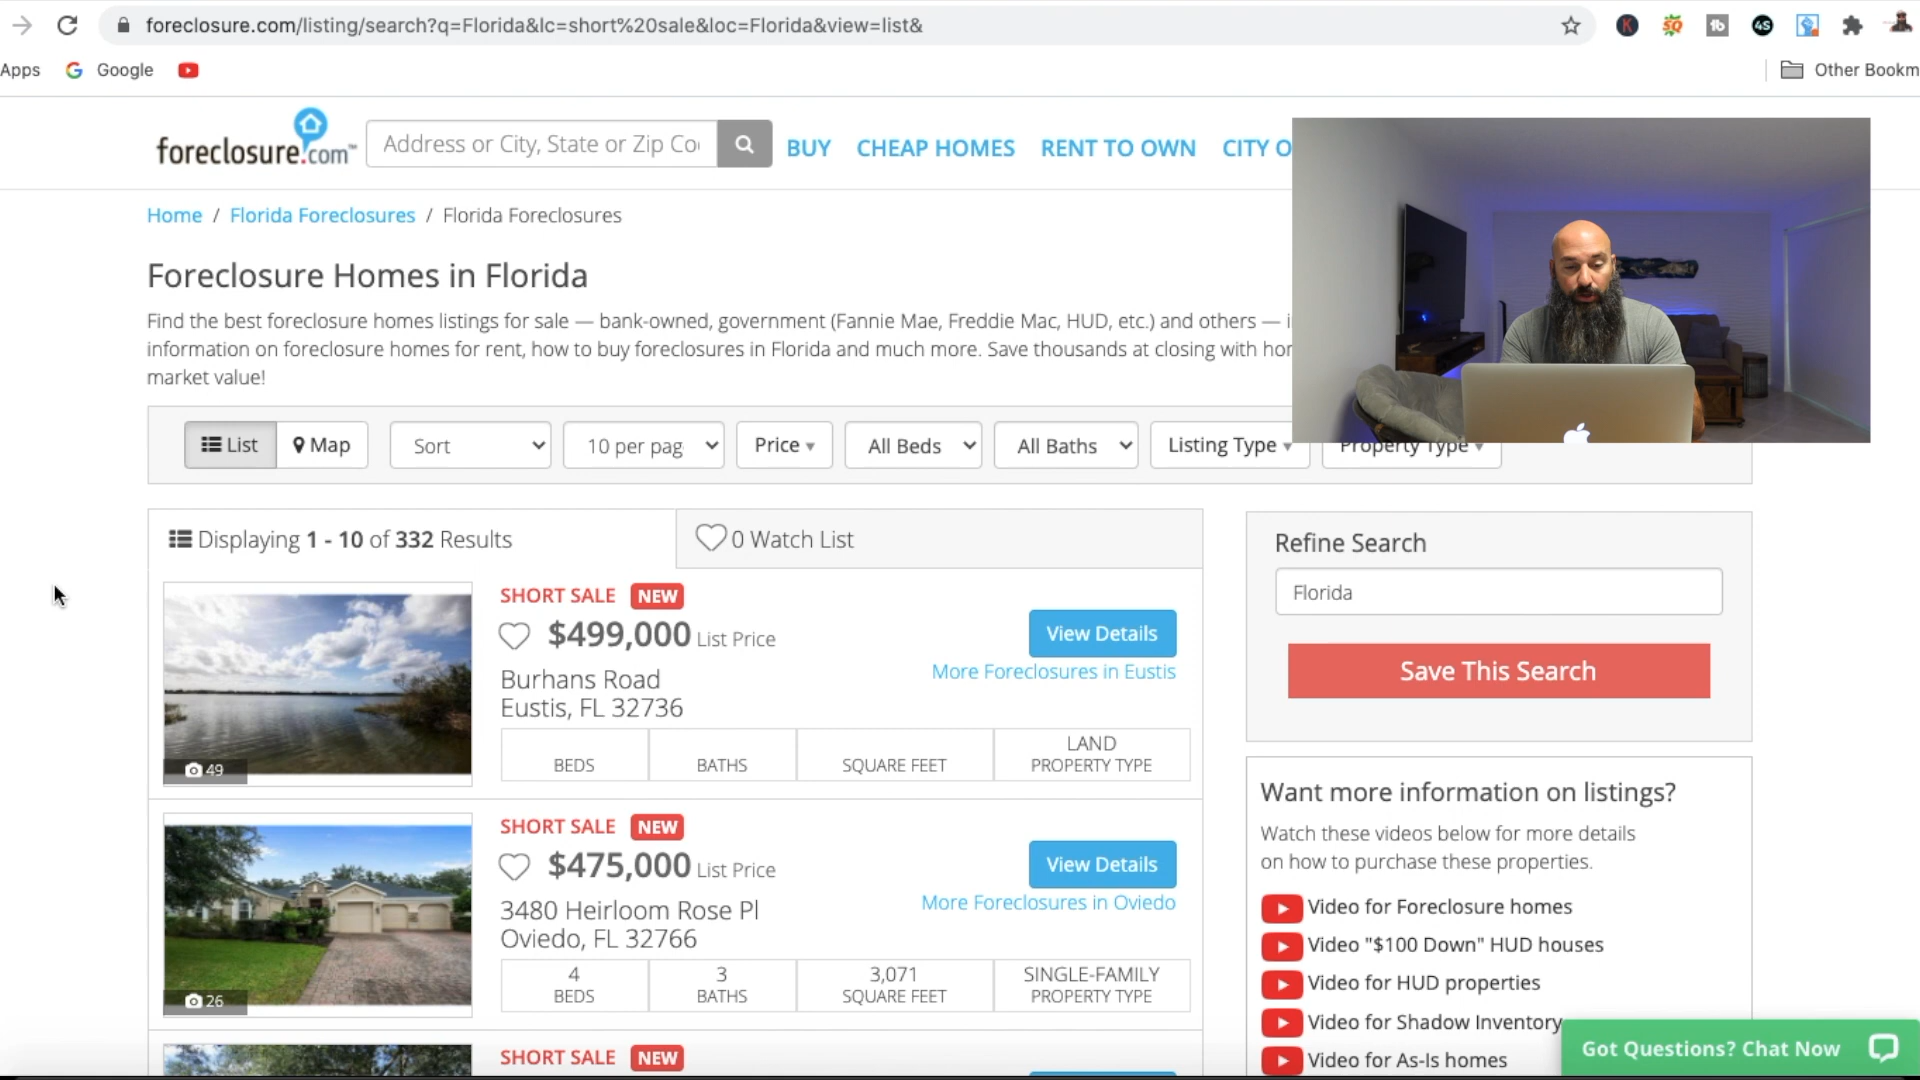 foreclosure.com/listing/search?q=Florida&lc=short%20sale&loc=Florida&view=list&
Apps
Google
Other Bookm
foreclosure.com™
Address or City, State or Zip Co
BUY
CHEAP HOMES
RENT TO OWN
CITY O
Home / Florida Foreclosures / Florida Foreclosures
Foreclosure Homes in Florida
Find the best foreclosure homes listings for sale — bank-owned, government (Fannie Mae, Freddie Mac, HUD, etc.) and others — i
information on foreclosure homes for rent, how to buy foreclosures in Florida and much more. Save thousands at closing with hor
market value!
List
Map
Sort
10 per pag
Price
All Beds
All Baths
Listing Type
Property Type
Displaying 1 - 10 of 332 Results
0 Watch List
SHORT SALE NEW
$499,000 List Price
View Details
More Foreclosures in Eustis
Burhans Road
Eustis, FL 32736
BEDS
BATHS
SQUARE FEET
LAND
PROPERTY TYPE
49
SHORT SALE NEW
$475,000 List Price
View Details
More Foreclosures in Oviedo
3480 Heirloom Rose Pl
Oviedo, FL 32766
4
BEDS
3
BATHS
3,071
SQUARE FEET
SINGLE-FAMILY
PROPERTY TYPE
26
SHORT SALE NEW
Refine Search
Florida
Save This Search
Want more information on listings?
Watch these videos below for more details
on how to purchase these properties.
Video for Foreclosure homes
Video "$100 Down" HUD houses
Video for HUD properties
Video for Shadow Inventory
Video for As-Is homes
Got Questions? Chat Now
K
SQ
tb
4S